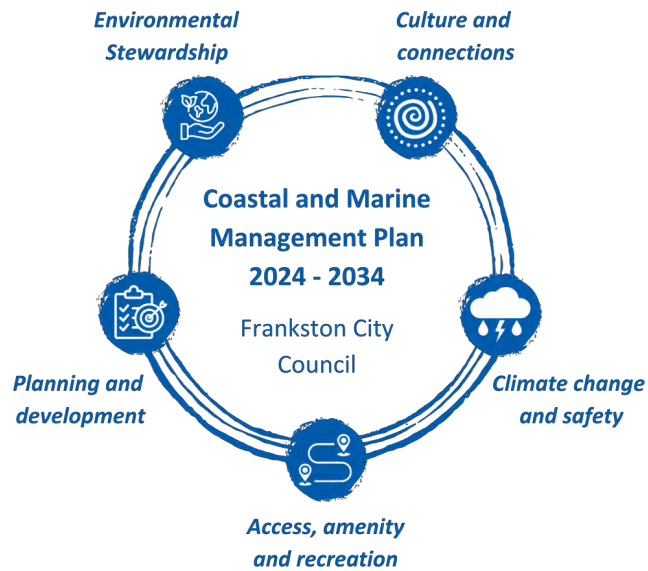 Environmental
Stewardship
Culture and
connections
Coastal and Marine
Management Plan
2024 - 2034
Frankston City
Council
Planning and
development
Climate change
and safety
Access, amenity
and recreation